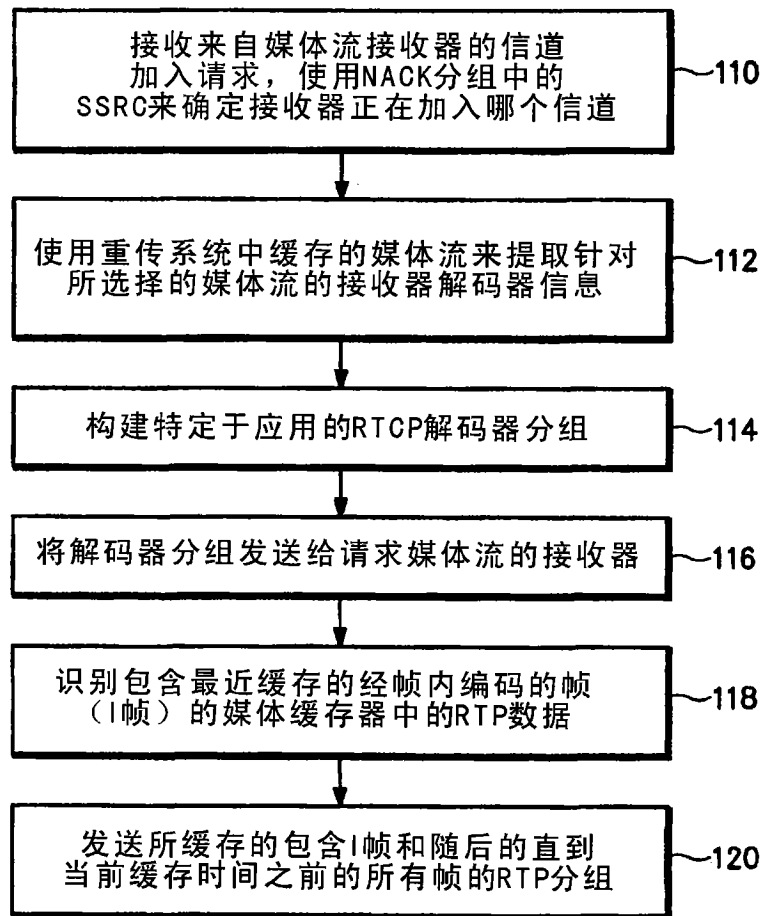 接收来自媒体流接收器的信道
加入请求，使用NACK分组中的
SSRC来确定接收器正在加入哪个信道
110
使用重传系统中缓存的媒体流来提取针对
所选择的媒体流的接收器解码器信息
112
构建特定于应用的RTCP解码器分组
114
将解码器分组发送给请求媒体流的接收器
116
识别包含最近缓存的经帧内编码的帧
（I帧）的媒体缓存器中的RTP数据
118
发送所缓存的包含I帧和随后的直到
当前缓存时间之前的所有帧的RTP分组
120